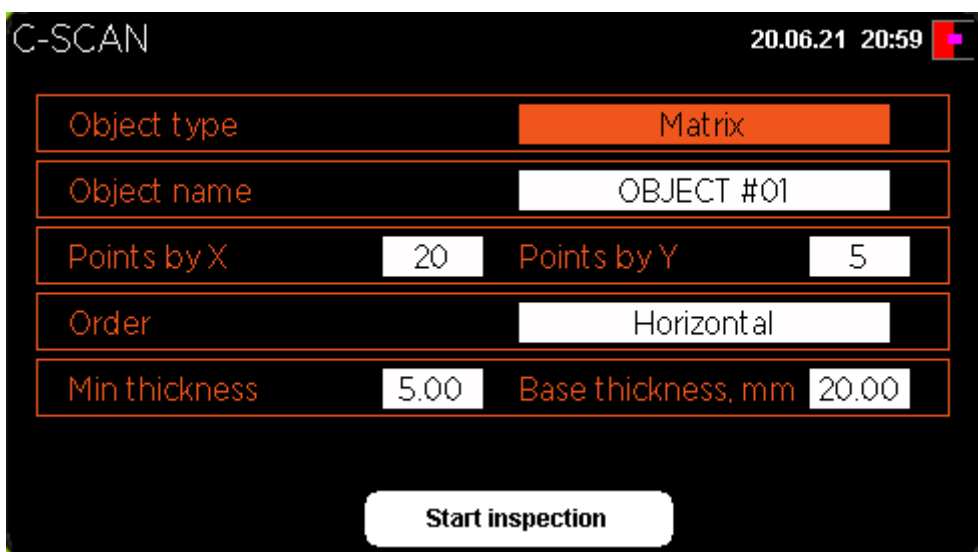 C-SCAN 20.06.21 20:59
Object type Matrix
Object name OBJECT #01
Points by X 20 Points by Y 5
Order Horizontal
Min thickness 5.00 Base thickness, mm 20.00
Start inspection